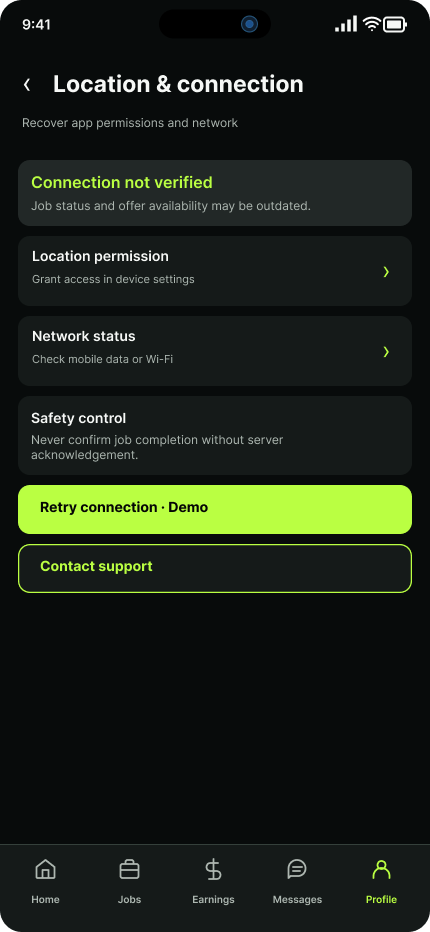 9:41
Location & connection
Recover app permissions and network
Connection not verified
Job status and offer availability may be outdated.
Location permission
Grant access in device settings
Network status
Check mobile data or Wi-Fi
Safety control
Never confirm job completion without server
acknowledgement.
Retry connection · Demo
Contact support
Home
Jobs
Earnings
Messages
Profile